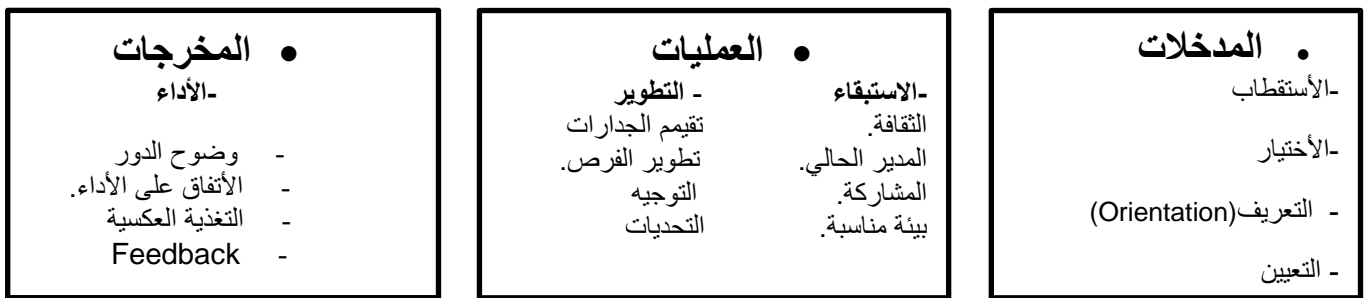 • المدخلات
-الأستقطاب
-الأختيار
- التعريف(Orientation)
- التعيين
• العمليات
-الاستبقاء - التطوير
الثقافة. تقيمم الجدارات
المدير الحالي. تطوير الفرص.
المشاركة. التوجيه
بيئة مناسبة. التحديات
• المخرجات
-الأداء
- وضوح الدور
- الأتفاق على الأداء.
- التغذية العكسية
- Feedback